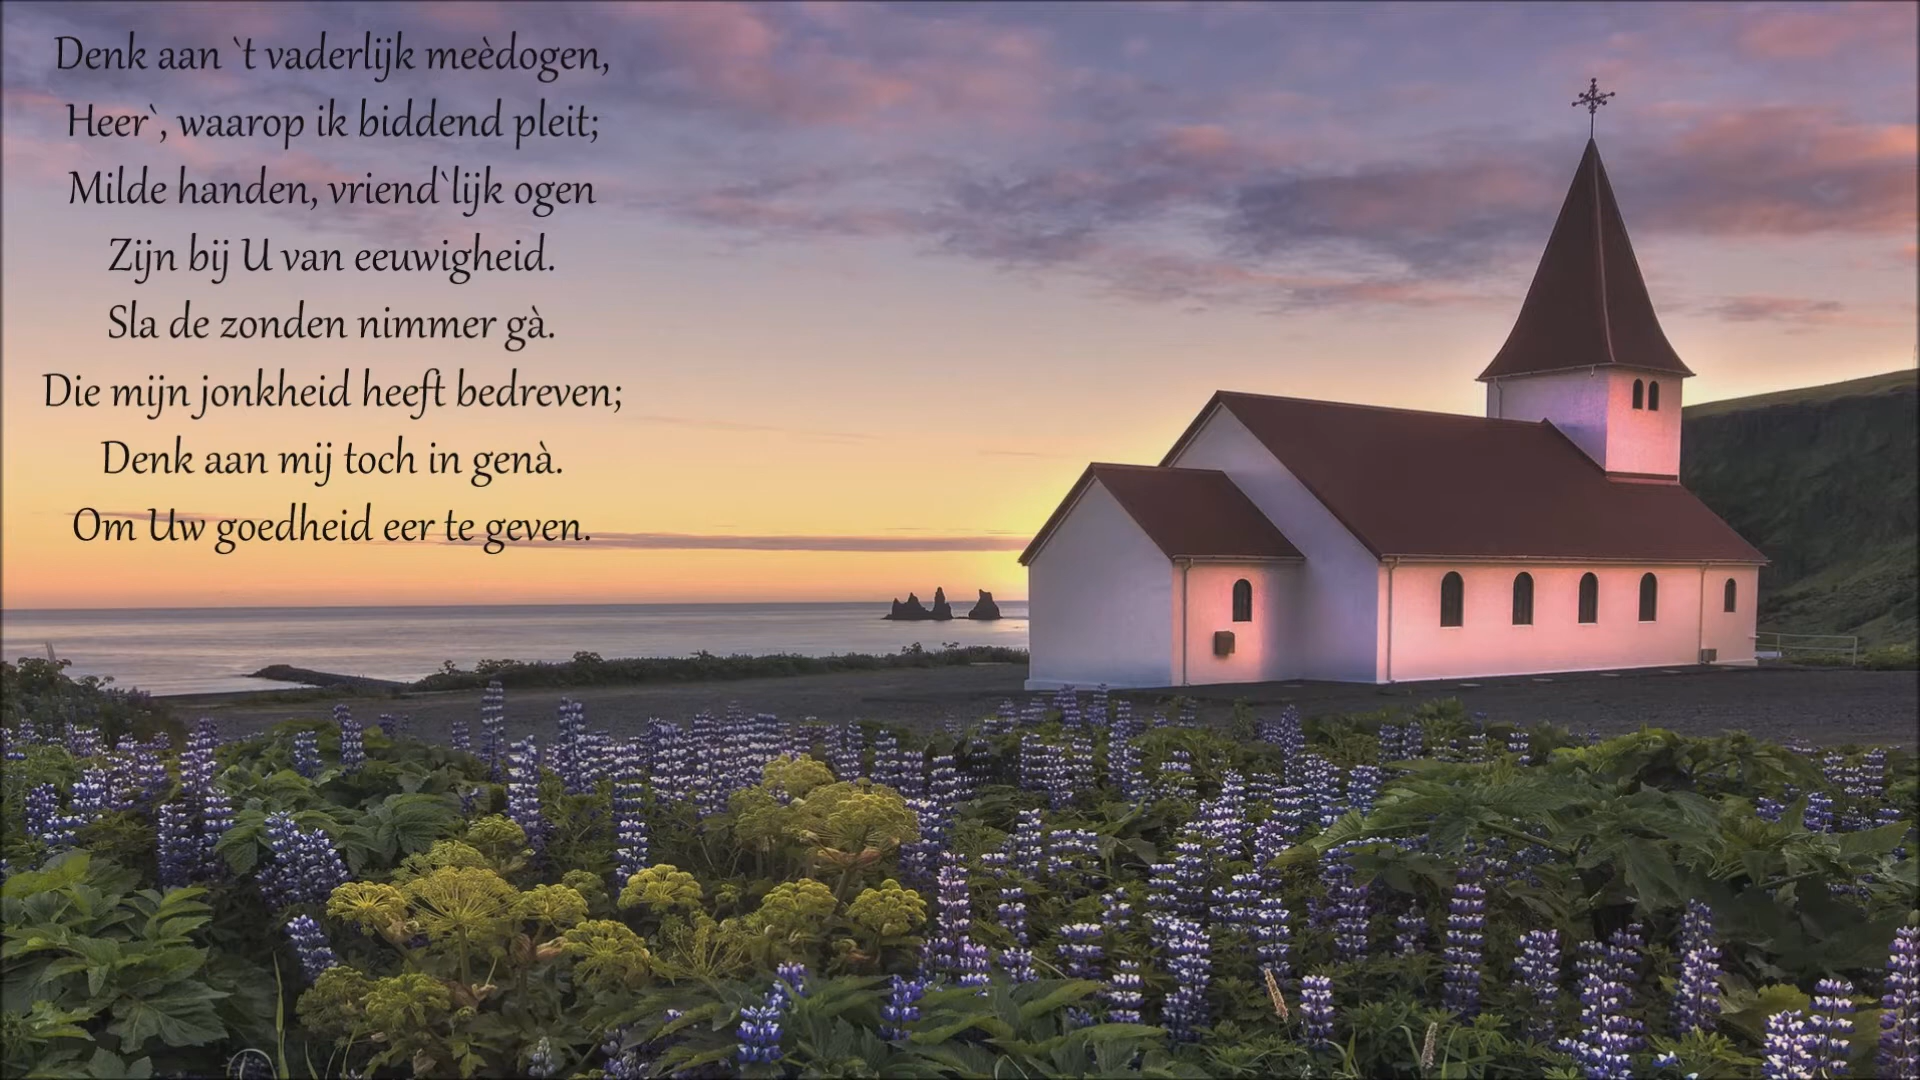 Denk aan `t vaderlijk meèdogen,
Heer`, waarop ik biddend pleit;
Milde handen, vriend`lijk ogen
Zijn bij U van eeuwigheid.
Sla de zonden nimmer gà.
Die mijn jonkheid heeft bedreven;
Denk aan mij toch in genà.
Om Uw goedheid eer te geven.